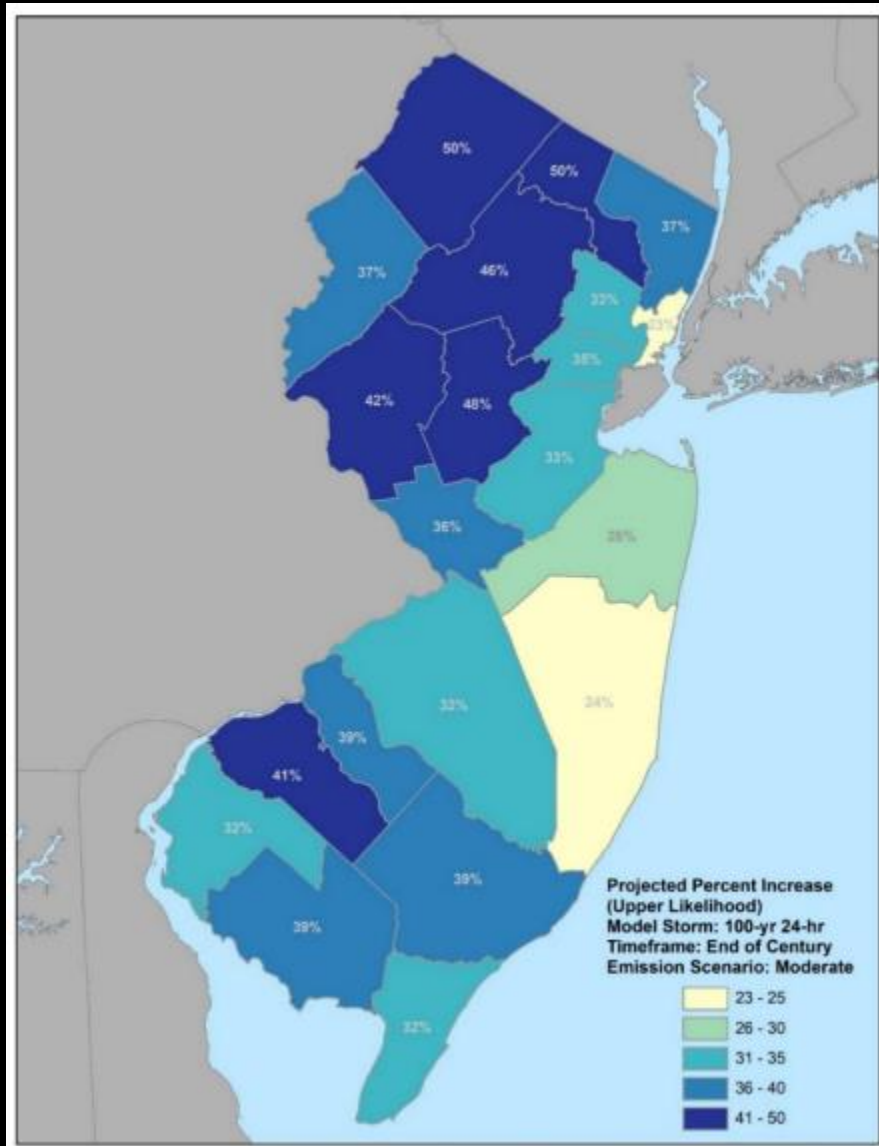 50%
50%
37%
37%
46%
33%
42%
48%
33%
36%
24%
32%
39%
41%
32%
39%
39%
32%
Projected Percent Increase
(Upper Likelihood)
Model Storm: 100-yr 24-hr
Timeframe: End of Century
Emission Scenario: Moderate
23 - 25
26 - 30
31 - 35
36 - 40
41 - 50